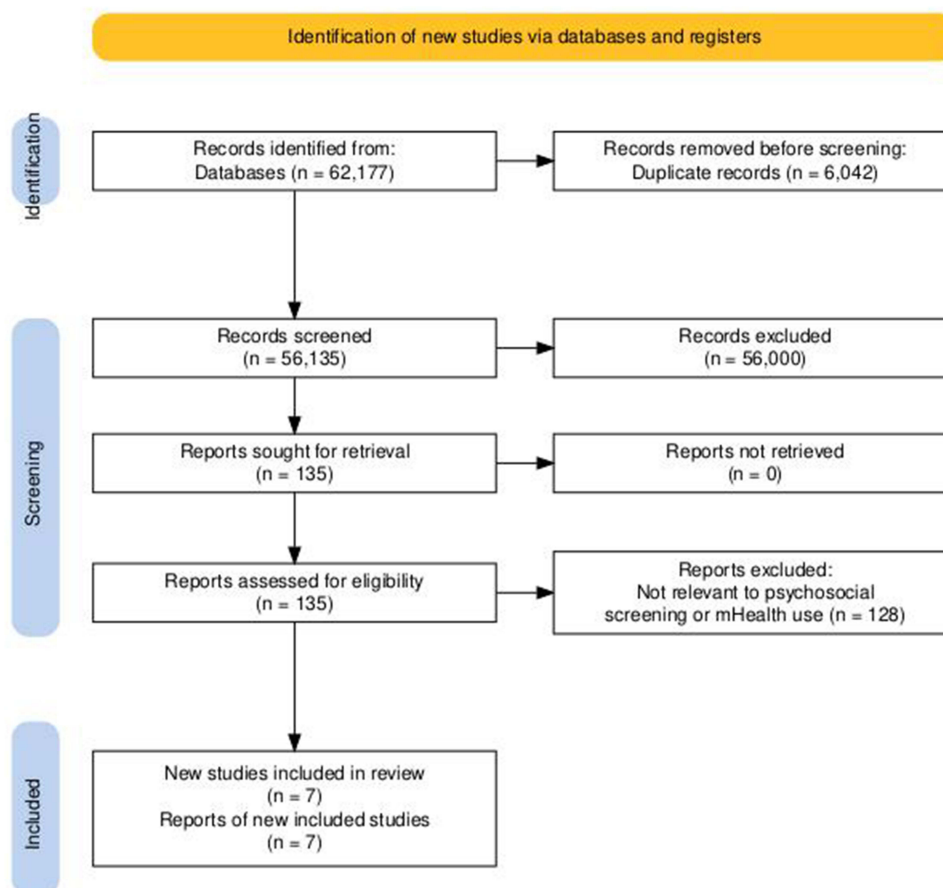 Identification of new studies via databases and registers
Identification
Records identified from:
Databases (n = 62,177)
Records removed before screening:
Duplicate records (n = 6,042)
Screening
Records screened
(n = 56,135)
Records excluded
(n = 56,000)
Reports sought for retrieval
(n = 135)
Reports not retrieved
(n = 0)
Reports assessed for eligibility
(n = 135)
Reports excluded:
Not relevant to psychosocial
screening or mHealth use (n = 128)
Included
New studies included in review
(n = 7)
Reports of new included studies
(n = 7)